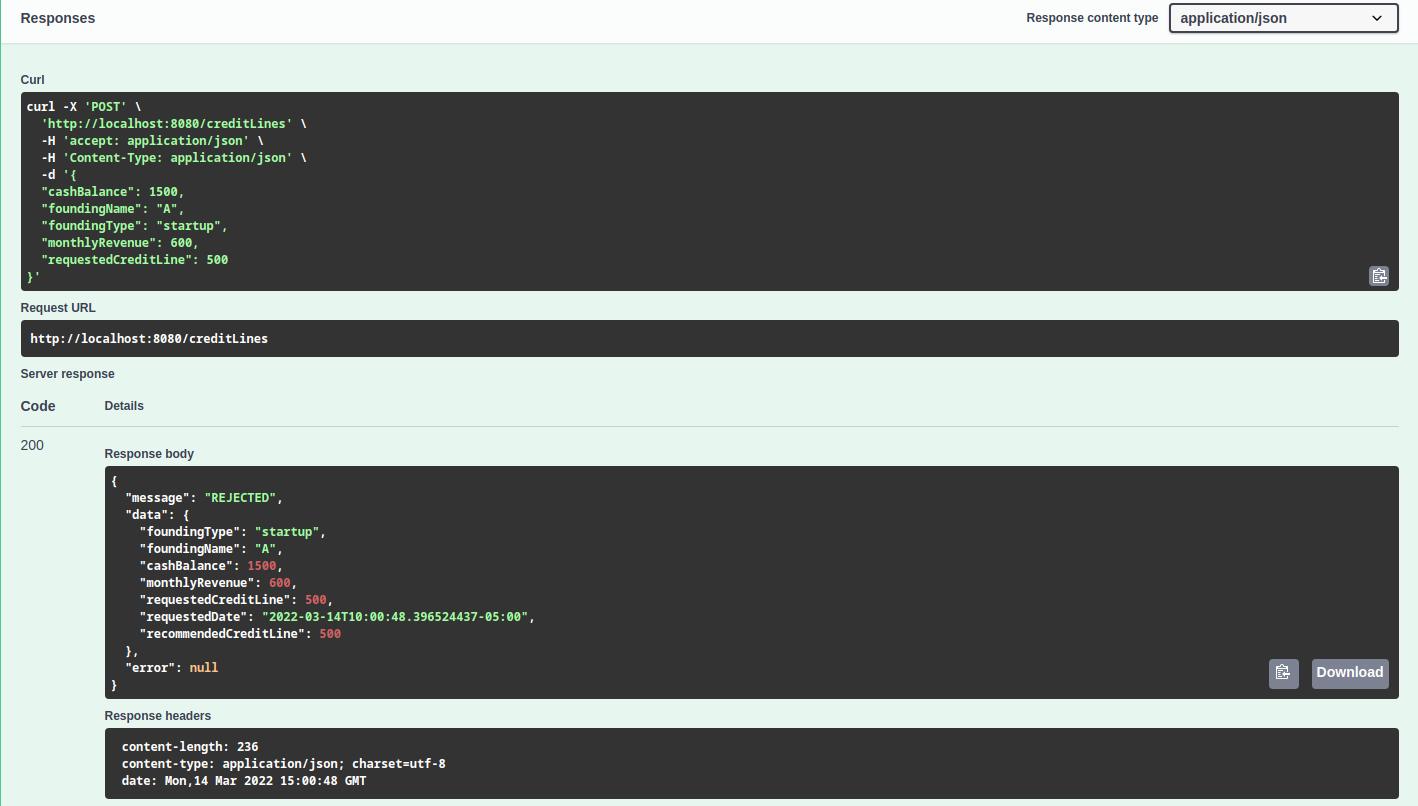 Responses
Response content type
application/json
Curl
curl -X 'POST' \
'http://localhost:8080/creditLines' \
-H 'accept: application/json' \
-H 'Content-Type: application/json' \
-d '{
"cashBalance": 1500,
"foundingName": "A",
"foundingType": "startup",
"monthlyRevenue": 600,
"requestedCreditLine": 500
}'
Request URL
http://localhost:8080/creditLines
Server response
Code Details
200
Response body
{
"message": "REJECTED",
"data": {
"foundingType": "startup",
"foundingName": "A",
"cashBalance": 1500,
"monthlyRevenue": 600,
"requestedCreditLine": 500,
"requestedDate": "2022-03-14T10:00:48.396524437-05:00",
"recommendedCreditLine": 500
},
"error": null
}
Download
Response headers
content-length: 236
content-type: application/json; charset=utf-8
date: Mon,14 Mar 2022 15:00:48 GMT